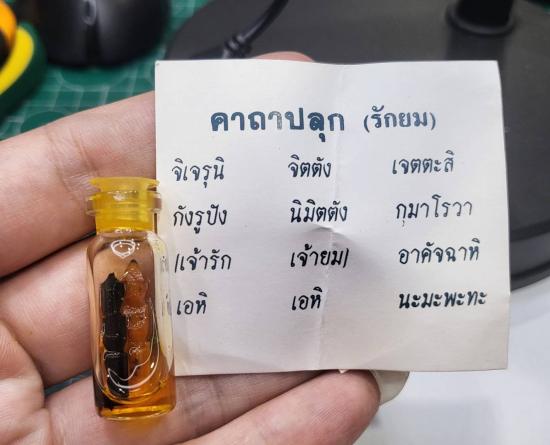 คาถาปลุก (รักยม)
จิเจรุนิ จิตตัง เจตตะสิ
กังรูปัง นิมิตตัง กุมาโรวา
/เจ้ารัก เจ้ายม/ อาคัจฉาหิ
เอหิ เอหิ นะมะพะทะ